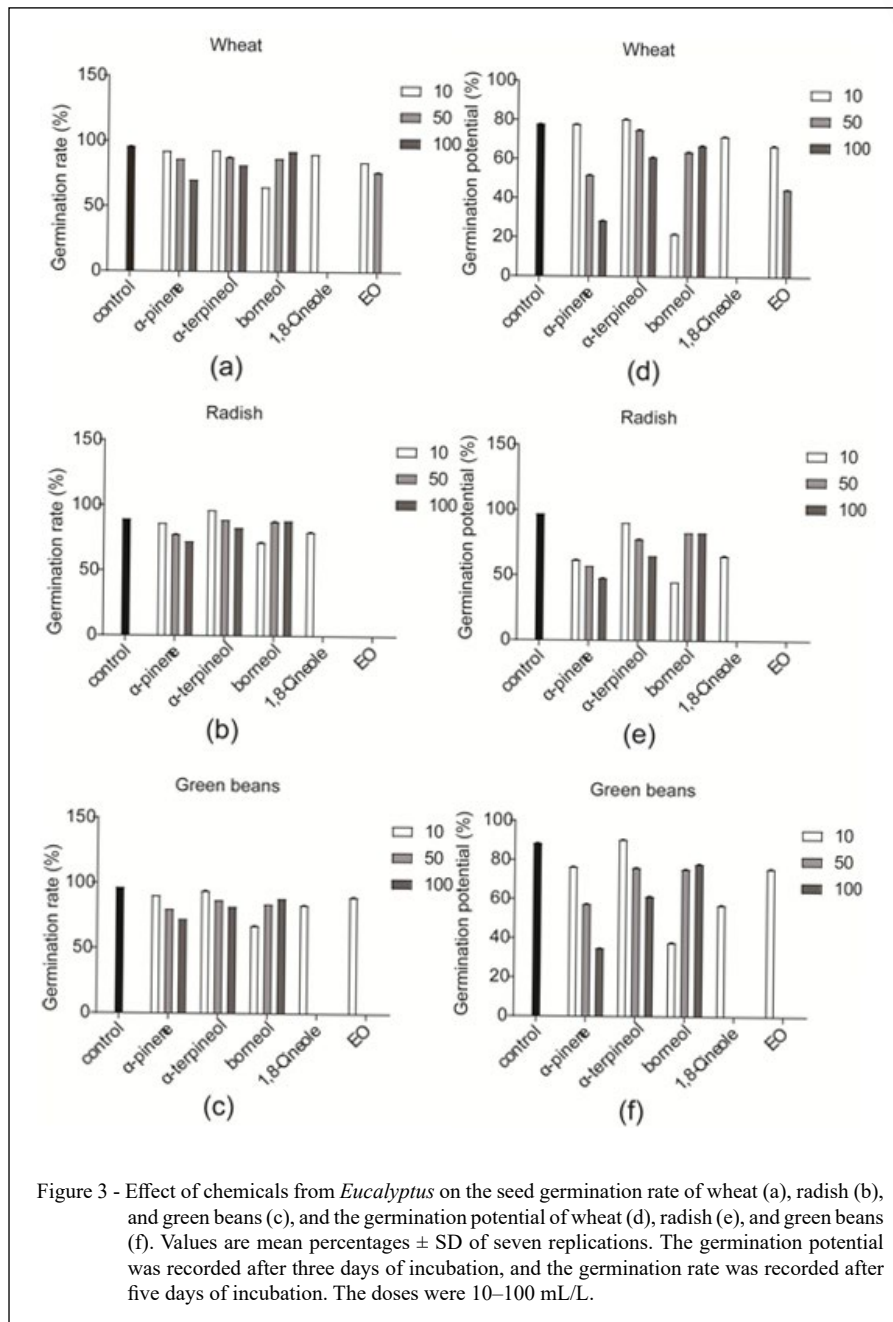 Wheat
Germination rate (%)
150
100
50
0
10
50
100
control
α-pinene
α-terpineol
borneol
1,8-Cineole
EO
(a)
Wheat
Germination potential (%)
100
80
60
40
20
0
10
50
100
control
α-pinene
α-terpineol
borneol
1,8-Cineole
EO
(d)
Radish
Germination rate (%)
150
100
50
0
10
50
100
control
α-pinene
α-terpineol
borneol
1,8-Cineole
EO
(b)
Radish
Germination potential (%)
150
100
50
0
10
50
100
control
α-pinene
α-terpineol
borneol
1,8-Cineole
EO
(e)
Green beans
Germination rate (%)
150
100
50
0
10
50
100
control
α-pinene
α-terpineol
borneol
1,8-Cineole
EO
(c)
Green beans
Germination potential (%)
100
80
60
40
20
0
10
50
100
control
α-pinene
α-terpineol
borneol
1,8-Cineole
EO
(f)
Figure 3 - Effect of chemicals from Eucalyptus on the seed germination rate of wheat (a), radish (b),
and green beans (c), and the germination potential of wheat (d), radish (e), and green beans
(f). Values are mean percentages ± SD of seven replications. The germination potential
was recorded after three days of incubation, and the germination rate was recorded after
five days of incubation. The doses were 10–100 mL/L.